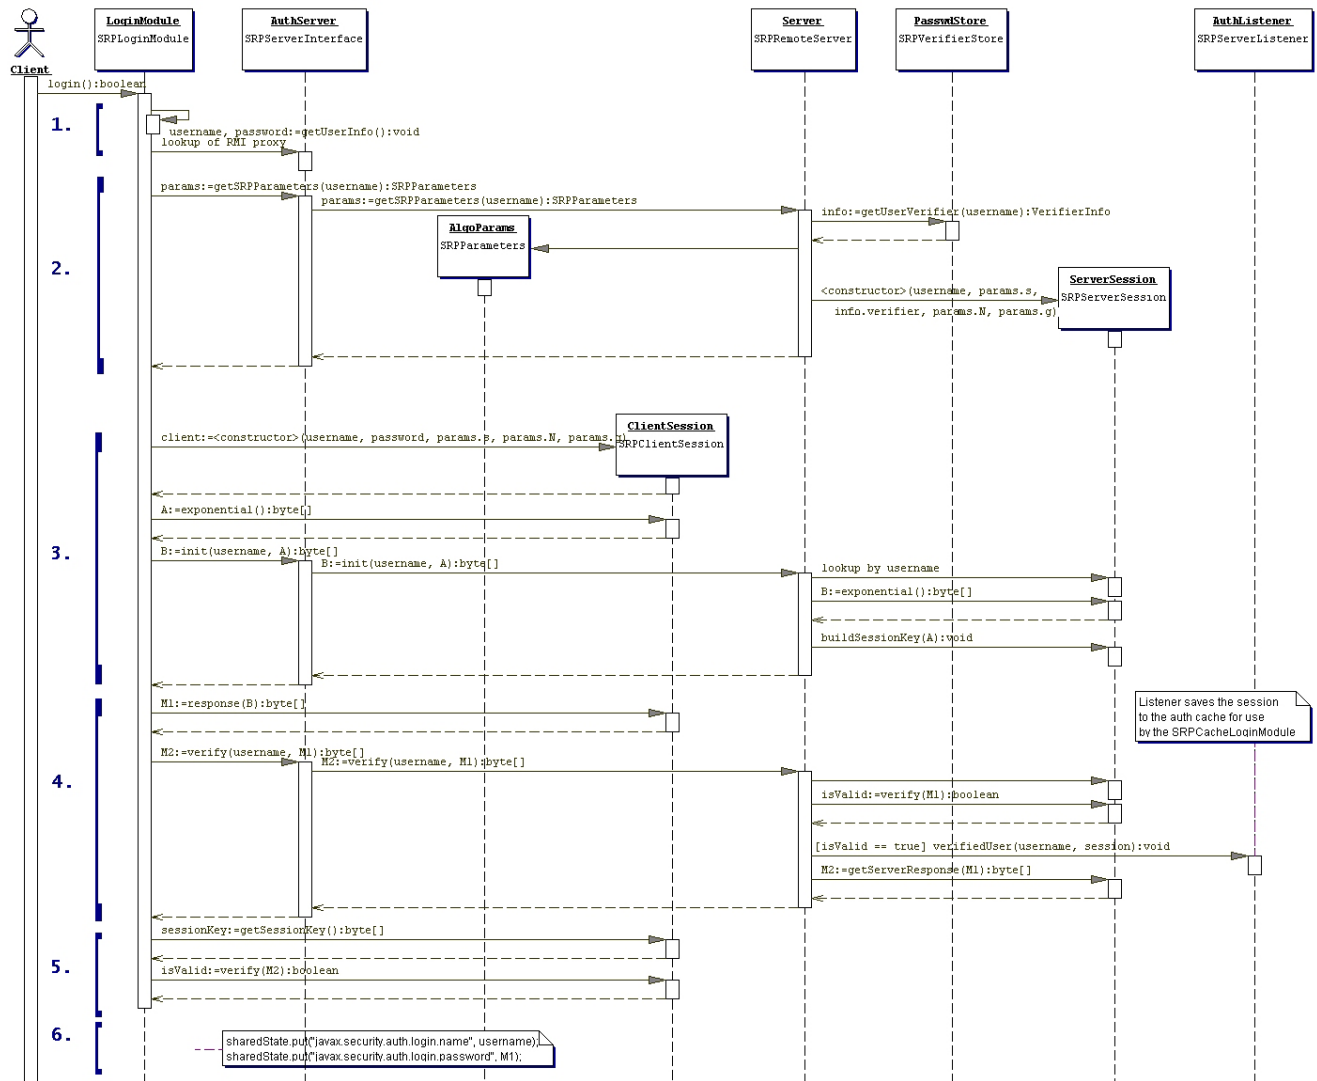 LoginModule
SRPLoginModule
AuthServer
SRPServerInterface
Server
SRPRemoteServer
PasswdStore
SRPVerifierStore
AuthListener
SRPServerListener
Client
login():boolean
1.
username, password:=getUserInfo():void
lookup of RMI proxy
params:=getSRPParameters(username):SRPParameters
params:=getSRPParameters(username):SRPParameters
info:=getUserVerifier(username):VerifierInfo
AlgoParams
SRPParameters
2.
ServerSession
SRPServerSession
<constructor>(username, params.s,
info.verifier, params.N, params.g)
ClientSession
SRPClientSession
client:=<constructor>(username, password, params.s, params.N, params.g)
A:=exponential():byte[]
3.
B:=init(username, A):byte[]
B:=init(username, A):byte[]
lookup by username
B:=exponential():byte[]
buildSessionKey(A):void
M1:=response(B):byte[]
Listener saves the session
to the auth cache for use
by the SRPCacheLoginModule
M2:=verify(username, M1):byte[]
M2:=verify(username, M1):byte[]
4.
isValid:=verify(M1):boolean
[isValid == true] verifiedUser(username, session):void
M2:=getServerResponse(M1):byte[]
sessionKey:=getSessionKey():byte[]
5.
isValid:=verify(M2):boolean
6.
sharedState.put("javax.security.auth.login.name", username);
sharedState.put("javax.security.auth.login.password", M1);